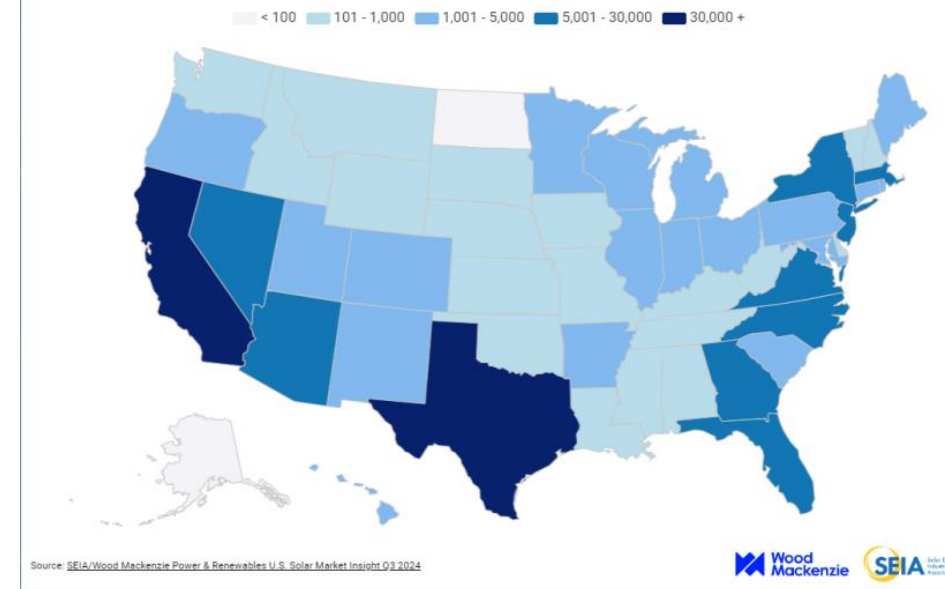 < 100 101 - 1,000 1,001 - 5,000 5,001 - 30,000 30,000 +
Source: SEIA/Wood Mackenzie Power & Renewables U.S. Solar Market Insight Q3 2024
Wood
Mackenzie
SEIA